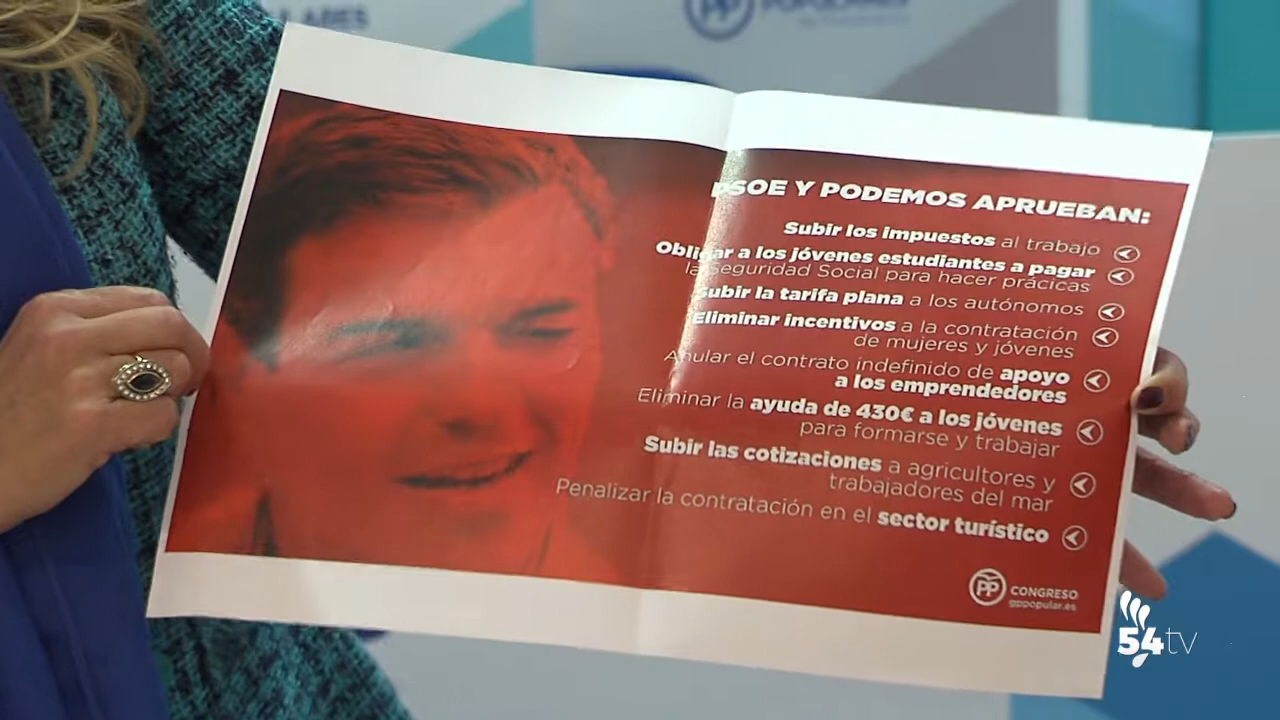 LARES
PP
POPULARES
PSOE Y PODEMOS APRUEBAN:
Subir los impuestos al trabajo
Obligar a los jóvenes estudiantes a pagar
la Seguridad Social para hacer prácicas
Subir la tarifa plana a los autónomos
Eliminar incentivos a la contratación
de mujeres y jóvenes
Anular el contrato indefinido de apoyo
a los emprendedores
Eliminar la ayuda de 430€ a los jóvenes
para formarse y trabajar
Subir las cotizaciones a agricultores y
trabajadores del mar
Penalizar la contratación en el sector turístico
PP CONGRESO
gppopular.es
54tv